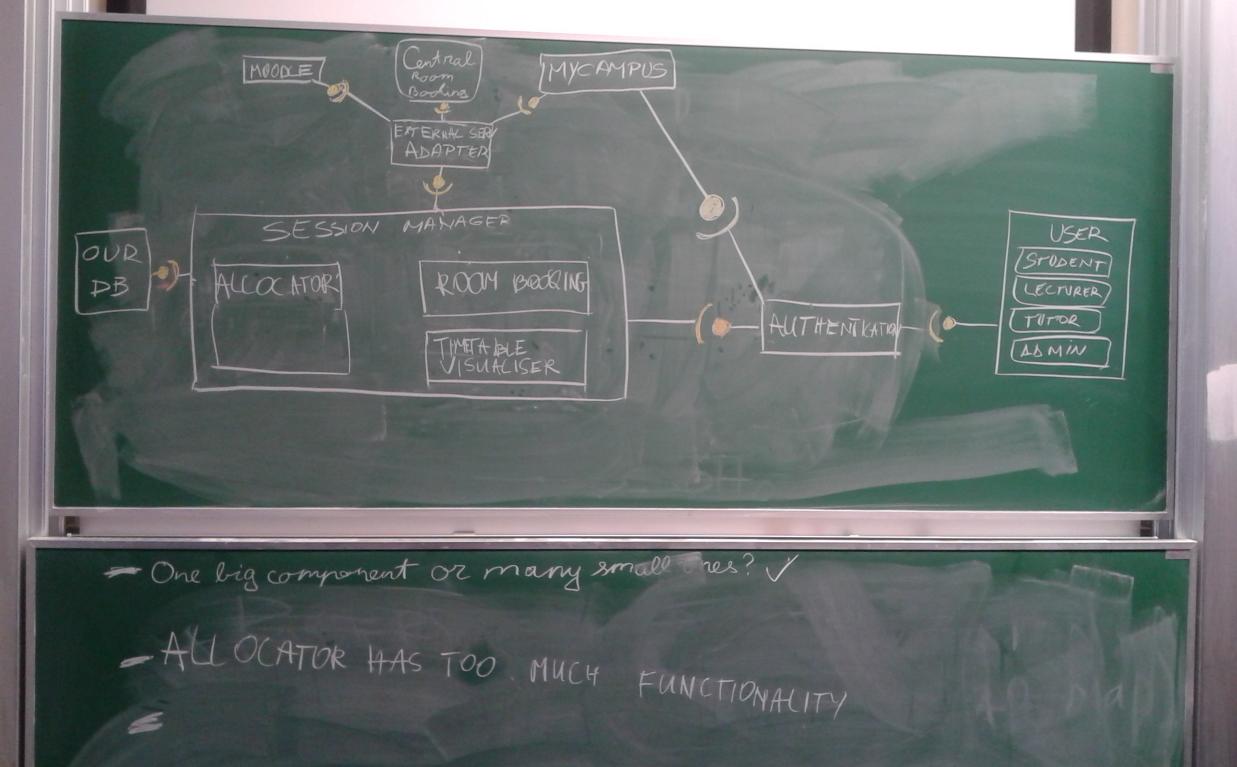 MOODLE
Central
Room
Booking
MYCAMPUS
EXTERNAL SERV
ADAPTER
SESSION MANAGER
OUR
DB
ALLOCATOR
ROOM BOOKING
TIMETABLE
VISUALISER
AUTHENTICATION
USER
STUDENT
LECTURER
TUTOR
ADMIN
- One big component or many small ones? ✓
- ALLOCATOR HAS TOO MUCH FUNCTIONALITY
-